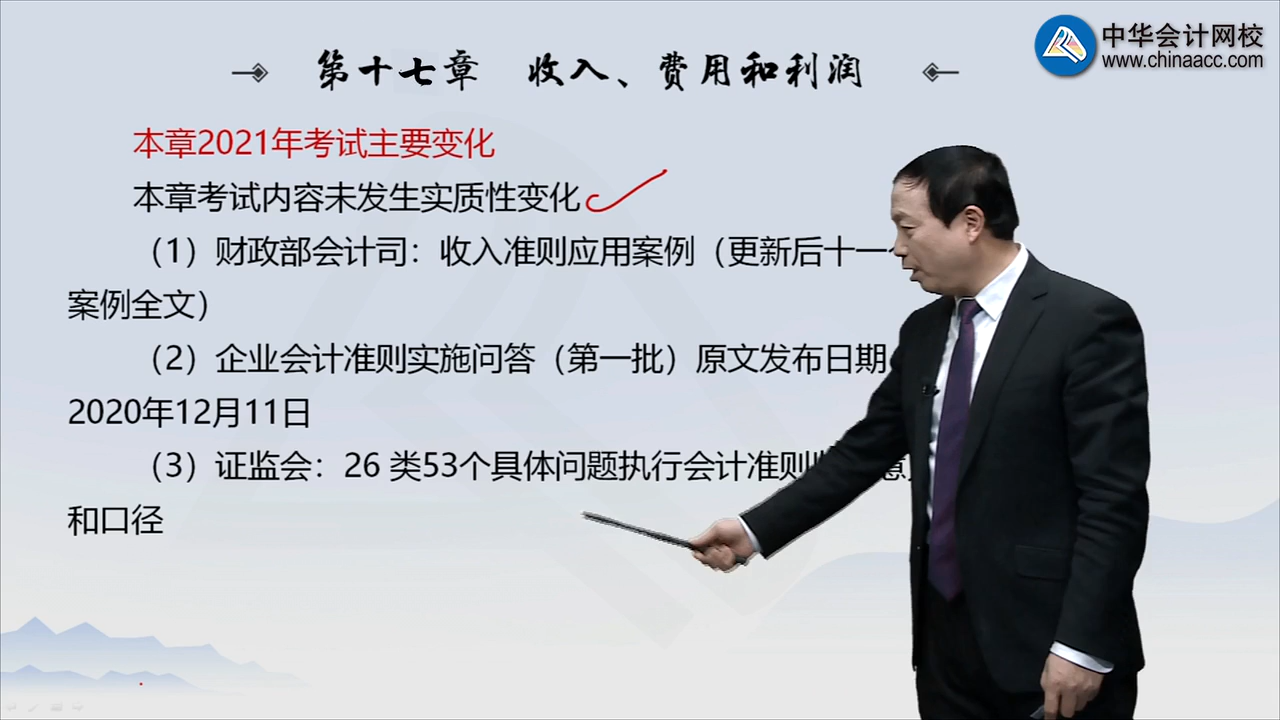 中华会计网校
www.chinaacc.com
第十七章 收入、费用和利润
本章2021年考试主要变化
本章考试内容未发生实质性变化
（1）财政部会计司：收入准则应用案例（更新后十一
案例全文）
（2）企业会计准则实施问答（第一批）原文发布日期
2020年12月11日
（3）证监会：26 类53个具体问题执行会计准则
和口径